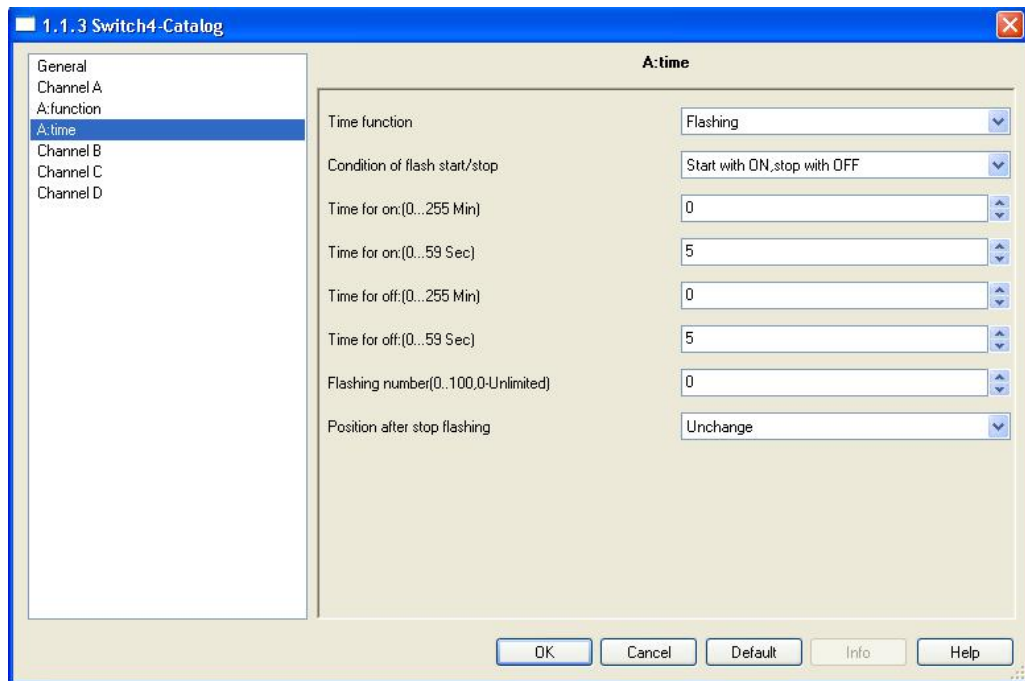 1.1.3 Switch4-Catalog
General
Channel A
A:function
A:time
Channel B
Channel C
Channel D
A:time
Time function Flashing
Condition of flash start/stop Start with ON,stop with OFF
Time for on:(0...255 Min) 0
Time for on:(0...59 Sec) 5
Time for off:(0...255 Min) 0
Time for off:(0...59 Sec) 5
Flashing number(0..100,0-Unlimited) 0
Position after stop flashing Unchange
OK Cancel Default Info Help